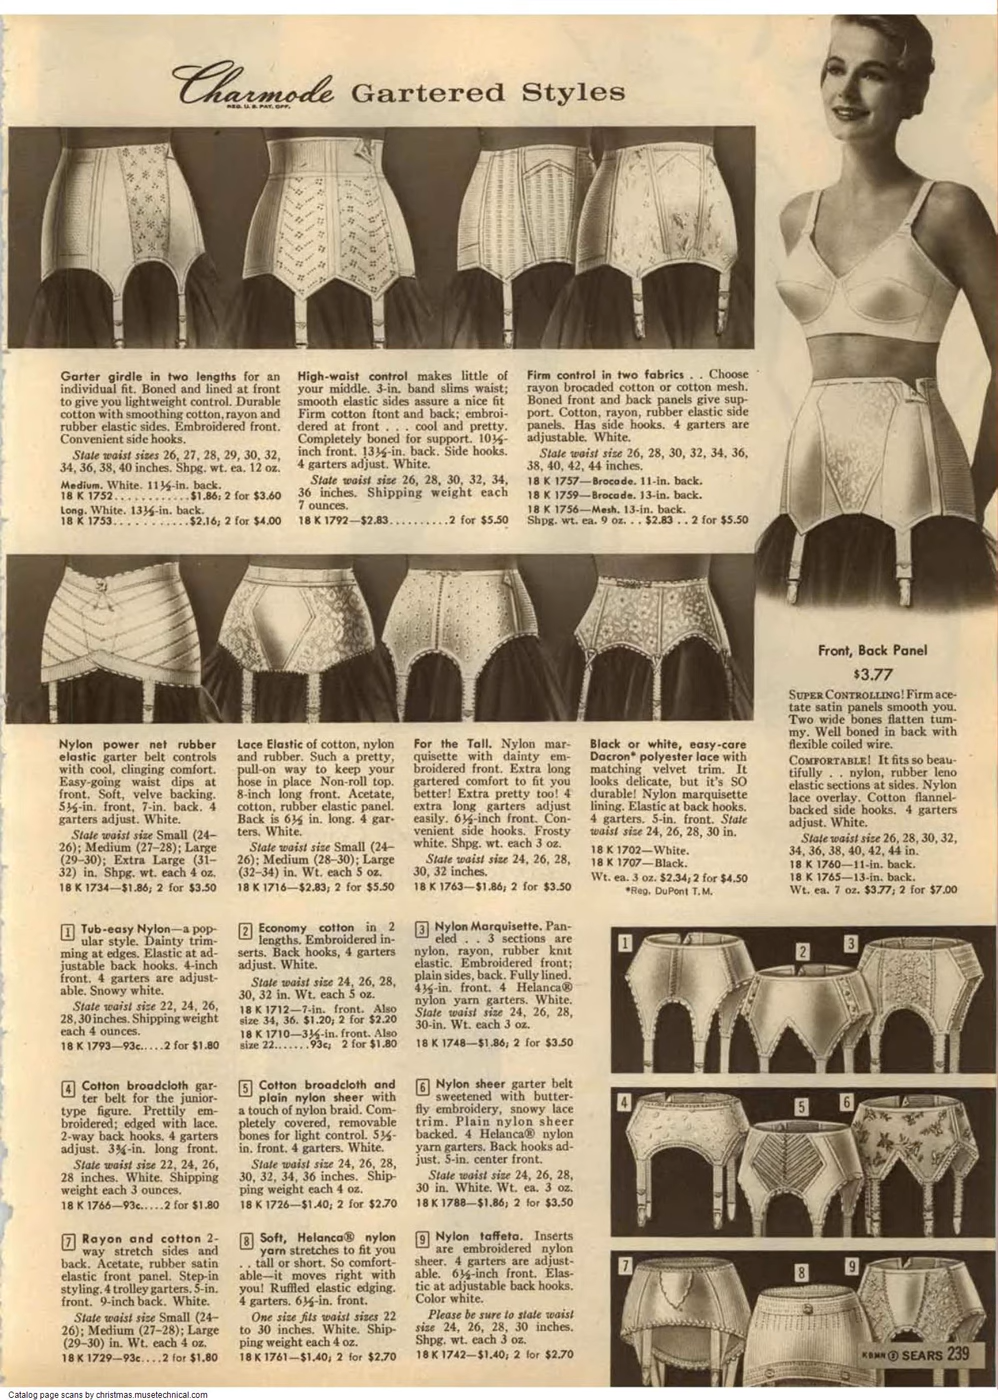 Charmode Gartered Styles
REG. U.S. PAT. OFF.
Garter girdle in two lengths for an
individual fit. Boned and lined at front
to give you lightweight control. Durable
cotton with smoothing cotton, rayon and
rubber elastic sides. Embroidered front.
Convenient side hooks.
State waist sizes 26, 27, 28, 29, 30, 32,
34, 36, 38, 40 inches. Shpg. wt. ea. 12 oz.
Medium. White. 11½-in. back.
18 K 1752............$1.86; 2 for $3.60
Long. White. 13½-in. back.
18 K 1753............$2.16; 2 for $4.00
High-waist control makes little of
your middle. 3-in. band slims waist;
smooth elastic sides assure a nice fit
Firm cotton ftont and back; embroi-
dered at front . . . cool and pretty.
Completely boned for support. 10½-
inch front. 13½-in. back. Side hooks.
4 garters adjust. White.
State waist size 26, 28, 30, 32, 34,
36 inches. Shipping weight each
7 ounces.
18 K 1792—$2.83..........2 for $5.50
Firm control in two fabrics . . Choose
rayon brocaded cotton or cotton mesh.
Boned front and back panels give sup-
port. Cotton, rayon, rubber elastic side
panels. Has side hooks. 4 garters are
adjustable. White.
State waist size 26, 28, 30, 32, 34, 36,
38, 40, 42, 44 inches.
18 K 1757—Brocade. 11-in. back.
18 K 1759—Brocade. 13-in. back.
18 K 1756—Mesh. 13-in. back.
Shpg. wt. ea. 9 oz. . . $2.83 . . 2 for $5.50
Front, Back Panel
$3.77
SUPER CONTROLLING! Firm ace-
tate satin panels smooth you.
Two wide bones flatten tum-
my. Well boned in back with
flexible coiled wire.
COMFORTABLE! It fits so beau-
tifully . . nylon, rubber leno
elastic sections at sides. Nylon
lace overlay. Cotton flannel-
backed side hooks. 4 garters
adjust. White.
State waist size 26, 28, 30, 32,
34, 36, 38, 40, 42, 44 in.
18 K 1760—11-in. back.
18 K 1765—13-in. back.
Wt. ea. 7 oz. $3.77; 2 for $7.00
Nylon power net rubber
elastic garter belt controls
with cool, clinging comfort.
Easy-going waist dips at
front. Soft, velve backing.
5½-in. front, 7-in. back. 4
garters adjust. White.
State waist size Small (24-
26); Medium (27-28); Large
(29-30); Extra Large (31-
32) in. Shpg. wt. each 4 oz.
18 K 1734—$1.86; 2 for $3.50
Lace Elastic of cotton, nylon
and rubber. Such a pretty,
pull-on way to keep your
hose in place. Non-roll top.
8-inch long front. Acetate,
cotton, rubber elastic panel.
Back is 6½ in. long. 4 gar-
ters. White.
State waist size Small (24-
26); Medium (28-30); Large
(32-34) in. Wt. each 5 oz.
18 K 1716—$2.83; 2 for $5.50
For the Tall. Nylon mar-
quisette with dainty em-
broidered front. Extra long
gartered comfort to fit you
better! Extra pretty too! 4
extra long garters adjust
easily. 6½-inch front. Con-
venient side hooks. Frosty
white. Shpg. wt. each 3 oz.
State waist size 24, 26, 28,
30, 32 inches.
18 K 1763—$1.86; 2 for $3.50
Black or white, easy-care
Dacron* polyester lace with
matching velvet trim. It
looks delicate, but it's SO
durable! Nylon marquisette
lining. Elastic at back hooks.
4 garters. 5-in. front. State
waist size 24, 26, 28, 30 in.
18 K 1702—White.
18 K 1707—Black.
Wt. ea. 3 oz. $2.34; 2 for $4.50
*Reg. DuPont T.M.
1 Tub-easy Nylon—a pop-
ular style. Dainty trim-
ming at edges. Elastic at ad-
justable back hooks. 4-inch
front. 4 garters are adjust-
able. Snowy white.
State waist size 22, 24, 26,
28, 30 inches. Shipping weight
each 4 ounces.
18 K 1793—93c.....2 for $1.80
2 Economy cotton in 2
lengths. Embroidered in-
serts. Back hooks, 4 garters
adjust. White.
State waist size 24, 26, 28,
30, 32 in. Wt. each 5 oz.
18 K 1712—7-in. front. Also
size 34, 36. $1.20; 2 for $2.20
18 K 1710—3½-in. front. Also
size 22.......93c; 2 for $1.80
3 Nylon Marquisette. Pan-
eled . . 3 sections are
nylon, rayon, rubber knit
elastic. Embroidered front;
plain sides, back. Fully lined.
4½-in. front. 4 Helanca®
nylon yarn garters. White.
State waist size 24, 26, 28,
30-in. Wt. each 3 oz.
18 K 1748—$1.86; 2 for $3.50
4 Cotton broadcloth gar-
ter belt for the junior-
type figure. Prettily em-
broidered; edged with lace.
2-way back hooks. 4 garters
adjust. 3¾-in. long front.
State waist size 22, 24, 26,
28 inches. White. Shipping
weight each 3 ounces.
18 K 1766—93c.....2 for $1.80
5 Cotton broadcloth and
plain nylon sheer with
a touch of nylon braid. Com-
pletely covered, removable
bones for light control. 5½-
in. front. 4 garters. White.
State waist size 24, 26, 28,
30, 32, 34, 36 inches. Ship-
ping weight each 4 oz.
18 K 1726—$1.40; 2 for $2.70
6 Nylon sheer garter belt
sweetened with butter-
fly embroidery, snowy lace
trim. Plain nylon sheer
backed. 4 Helanca® nylon
yarn garters. Back hooks ad-
just. 5-in. center front.
State waist size 24, 26, 28,
30 in. White. Wt. ea. 3 oz.
18 K 1788—$1.86; 2 for $3.50
7 Rayon and cotton 2-
way stretch sides and
back. Acetate, rubber satin
elastic front panel. Step-in
styling. 4 trolley garters. 5-in.
front. 9-inch back. White.
State waist size Small (24-
26); Medium (27-28); Large
(29-30) in. Wt. each 4 oz.
18 K 1729—93c....2 for $1.80
8 Soft, Helanca® nylon
yarn stretches to fit you
. . tall or short. So comfort-
able—it moves right with
you! Ruffled elastic edging.
4 garters. 6½-in. front.
One size fits waist sizes 22
to 30 inches. White. Ship-
ping weight each 4 oz.
18 K 1761—$1.40; 2 for $2.70
9 Nylon taffeta. Inserts
are embroidered nylon
sheer. 4 garters are adjust-
able. 6½-inch front. Elas-
tic at adjustable back hooks.
Color white.
Please be sure to state waist
size 24, 26, 28, 30 inches.
Shpg. wt. each 3 oz.
18 K 1742—$1.40; 2 for $2.70
1 2 3
4 5 6
7 8 9
SEARS 239
Catalog page scans by christmas.musetechnical.com